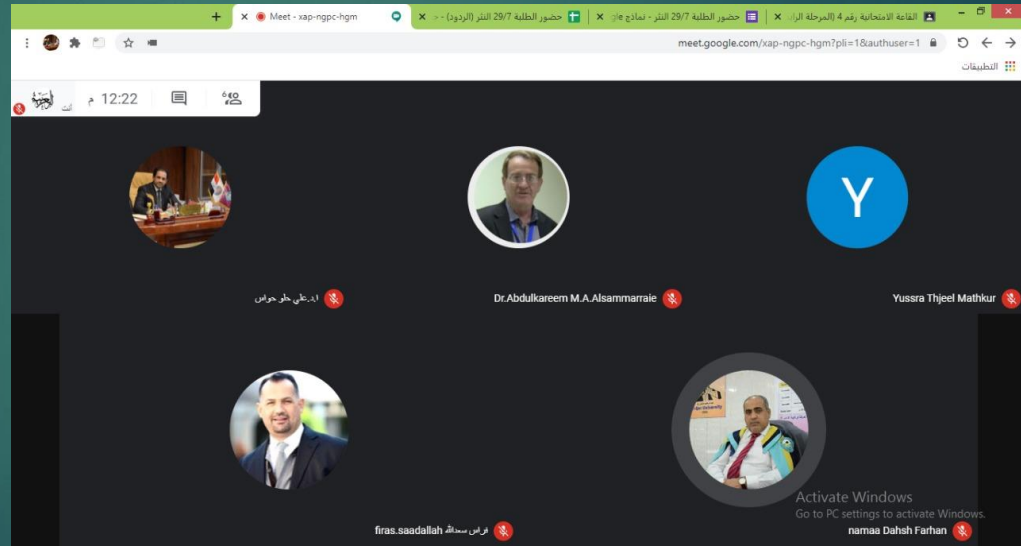 القاعة الامتحانية رقم 4 (المرحلة الراب
حضور الطلبة 29/7 النثر - نماذج gle
حضور الطلبة 29/7 النثر (الردود) - ج
Meet - xap-ngpc-hgm
meet.google.com/xap-ngpc-hgm?pli=1&authuser=1
التطبيقات
6
12:22 م
أنت
Yussra Thjeel Mathkur
Dr.Abdulkareem M.A.Alsammarraie
ا.د.علي حلو حواس
Y
firas.saadallah فراس سعدالله
namaa Dahsh Farhan
Activate Windows
Go to PC settings to activate Windows.